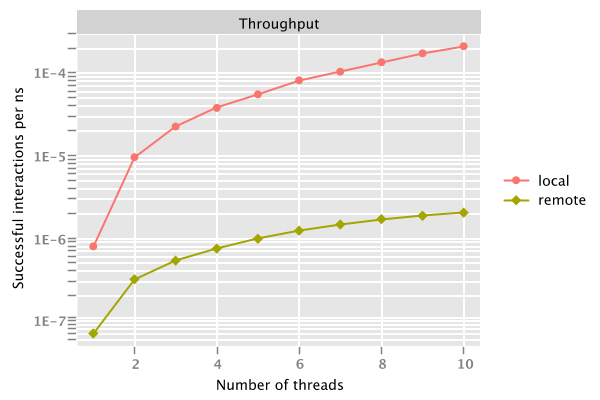 Throughput
Successful interactions per ns
1E-4
1E-5
1E-6
1E-7
2 4 6 8 10
Number of threads
local
remote